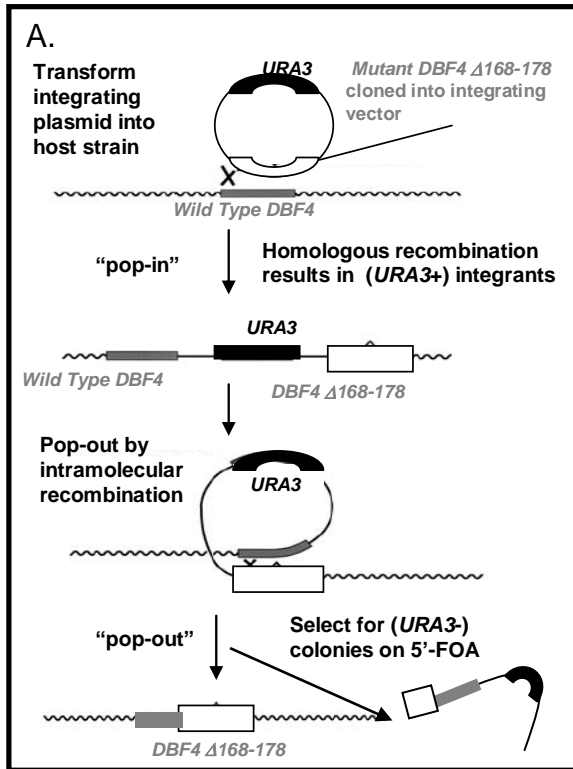 A.
Transform
integrating
plasmid into
host strain
URA3
Mutant DBF4 Δ168-178
cloned into integrating
vector
Wild Type DBF4
“pop-in”
Homologous recombination
results in (URA3+) integrants
URA3
Wild Type DBF4
DBF4 Δ168-178
Pop-out by
intramolecular
recombination
URA3
“pop-out”
Select for (URA3-)
colonies on 5’-FOA
DBF4 Δ168-178